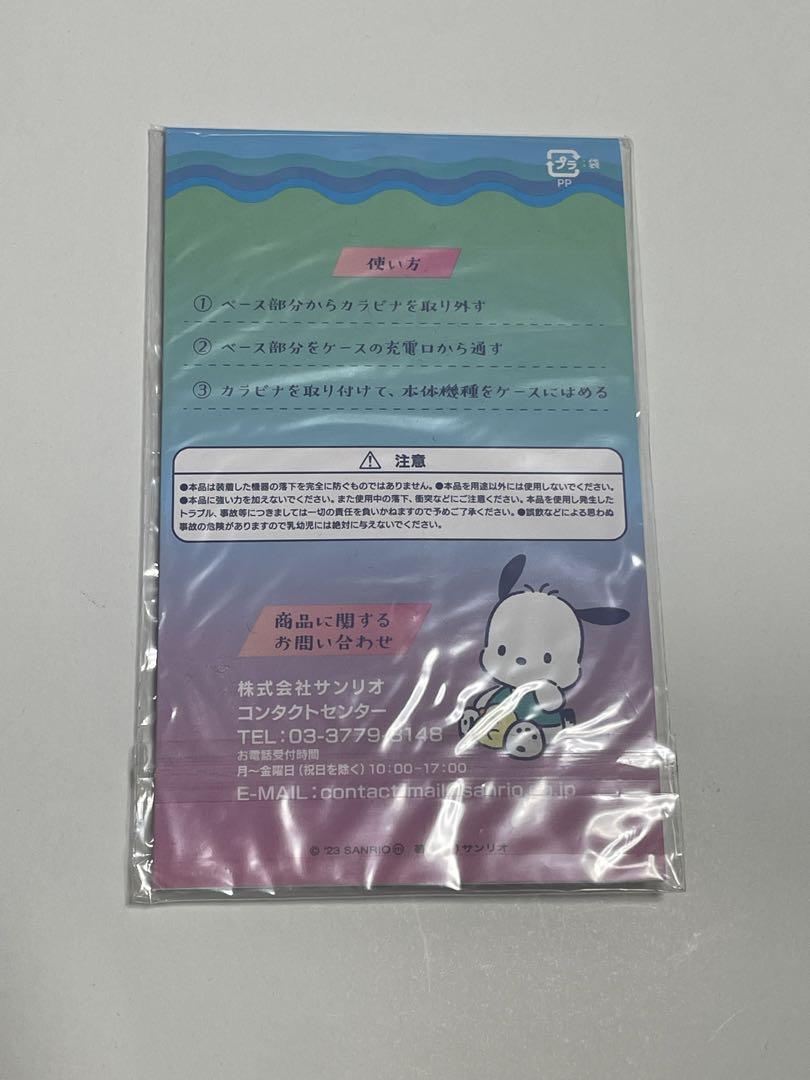 プラ:袋
PP
使い方
① ベース部分からカラビナを取り外す
② ベース部分をケースの充電口から通す
③ カラビナを取り付けて、本体機種をケースにはめる
注意
●本品は装着した機器の落下を完全に防ぐものではありません。●本品を用途以外には使用しないでください。
●本品に強い力を加えないでください。また使用中の落下、衝突などにご注意ください。本品を使用し発生した
トラブル、事故等につきましては一切の責任を負いかねますので予めご了承ください。●誤飲などによる思わぬ
事故の危険がありますので乳幼児には絶対に与えないでください。
商品に関する
お問い合わせ
株式会社サンリオ
コンタクトセンター
TEL:03-3779-8148
お電話受付時間
月〜金曜日(祝日を除く)10:00-17:00
E-MAIL:contact mail sanrio.co.jp
© '23 SANRIO Ⓜ 著 サンリオ